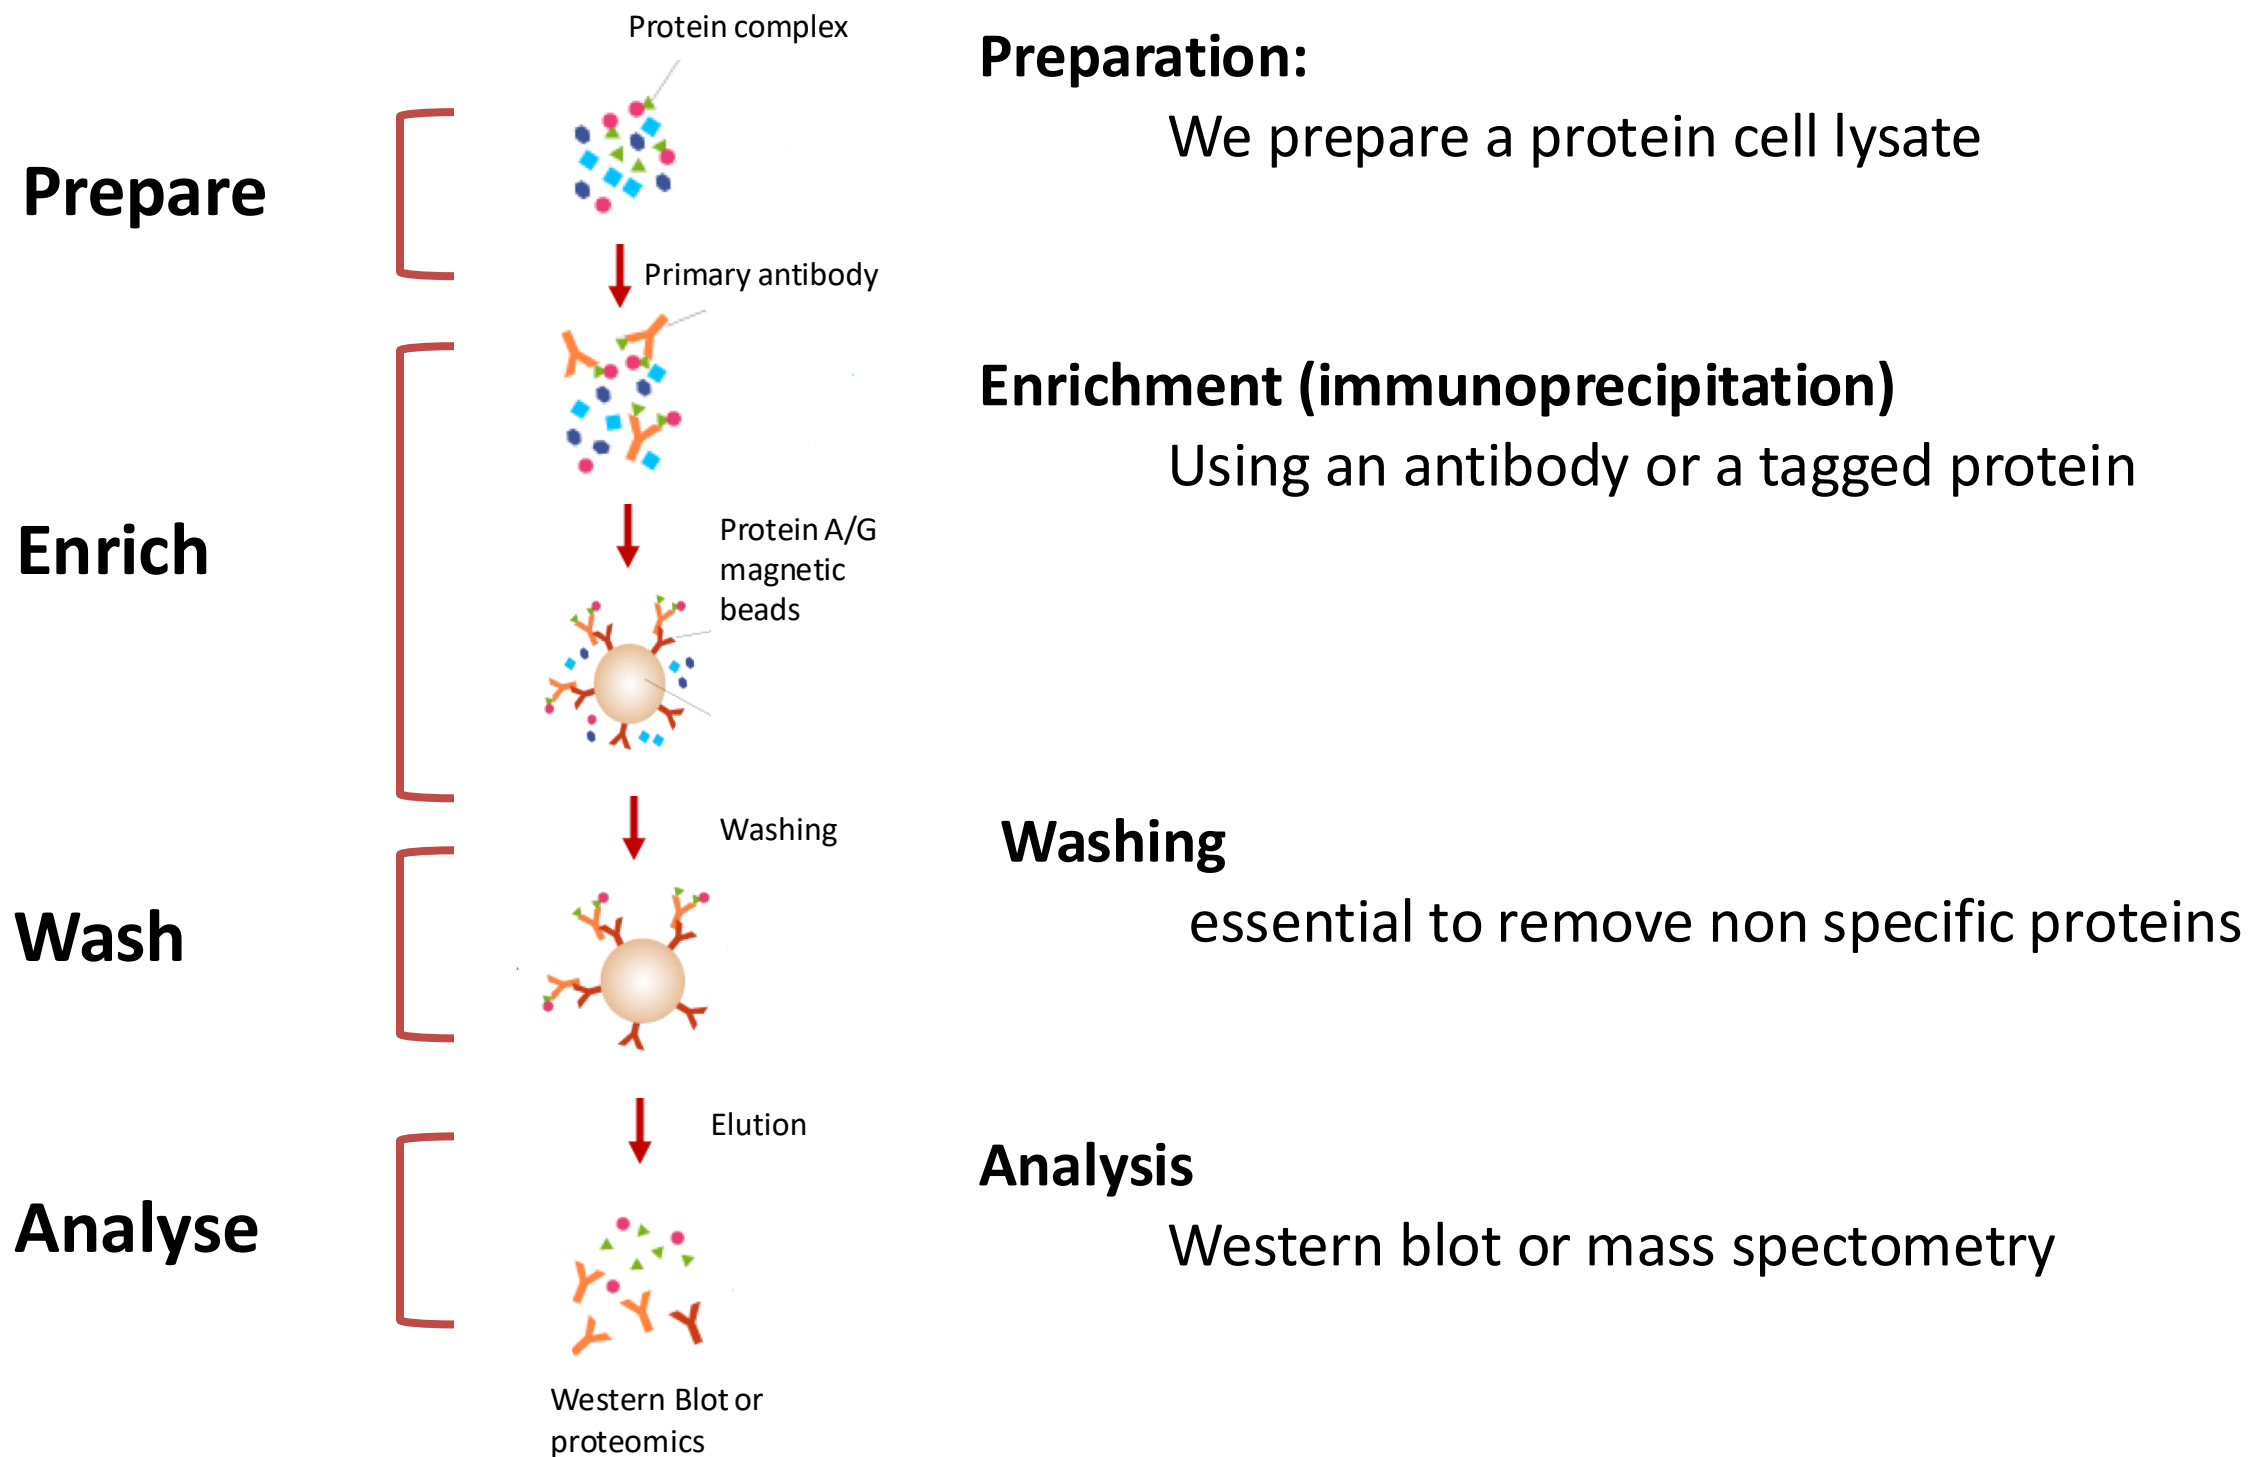 Protein complex
Preparation:
We prepare a protein cell lysate
Prepare
Primary antibody
Enrichment (immunoprecipitation)
Using an antibody or a tagged protein
Protein A/G
magnetic
beads
Enrich
Washing
Washing
essential to remove non specific proteins
Wash
Elution
Analysis
Western blot or mass spectometry
Analyse
Western Blot or
proteomics